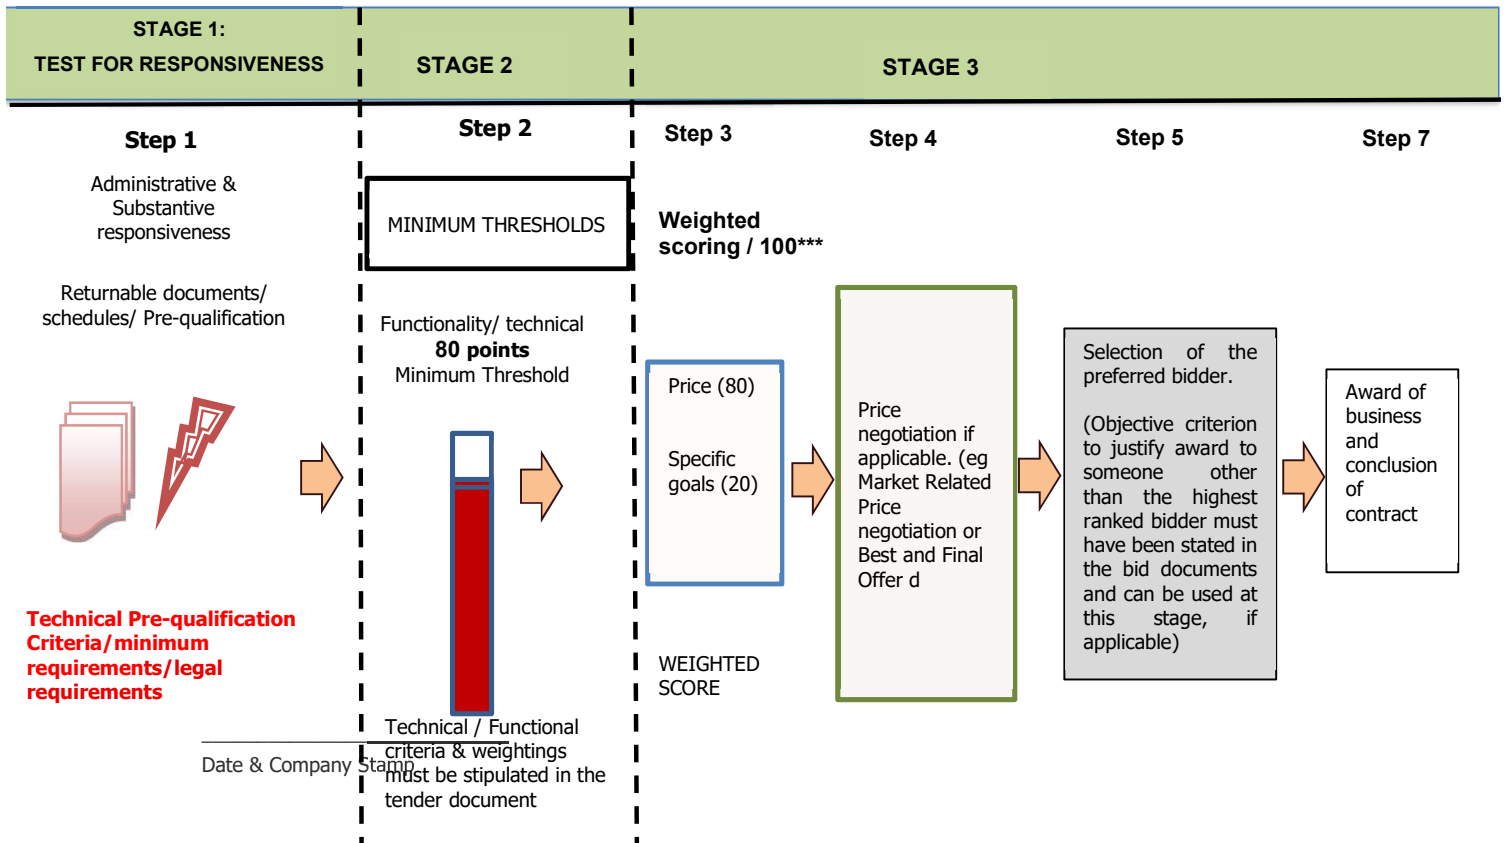 STAGE 1:
TEST FOR RESPONSIVENESS
STAGE 2
STAGE 3
Step 1
Step 2
Step 3
Step 4
Step 5
Step 7
Administrative &
Substantive
responsiveness
Returnable documents/
schedules/ Pre-qualification
Technical Pre-qualification
Criteria/minimum
requirements/legal
requirements
Date & Company Stamp
MINIMUM THRESHOLDS
Functionality/ technical
80 points
Minimum Threshold
Technical / Functional
criteria & weightings
must be stipulated in the
tender document
Weighted
scoring / 100***
Price (80)
Specific
goals (20)
WEIGHTED
SCORE
Price
negotiation if
applicable. (eg
Market Related
Price
negotiation or
Best and Final
Offer d
Selection of the
preferred bidder.
(Objective criterion
to justify award to
someone other
than the highest
ranked bidder must
have been stated in
the bid documents
and can be used at
this stage, if
applicable)
Award of
business
and
conclusion
of
contract